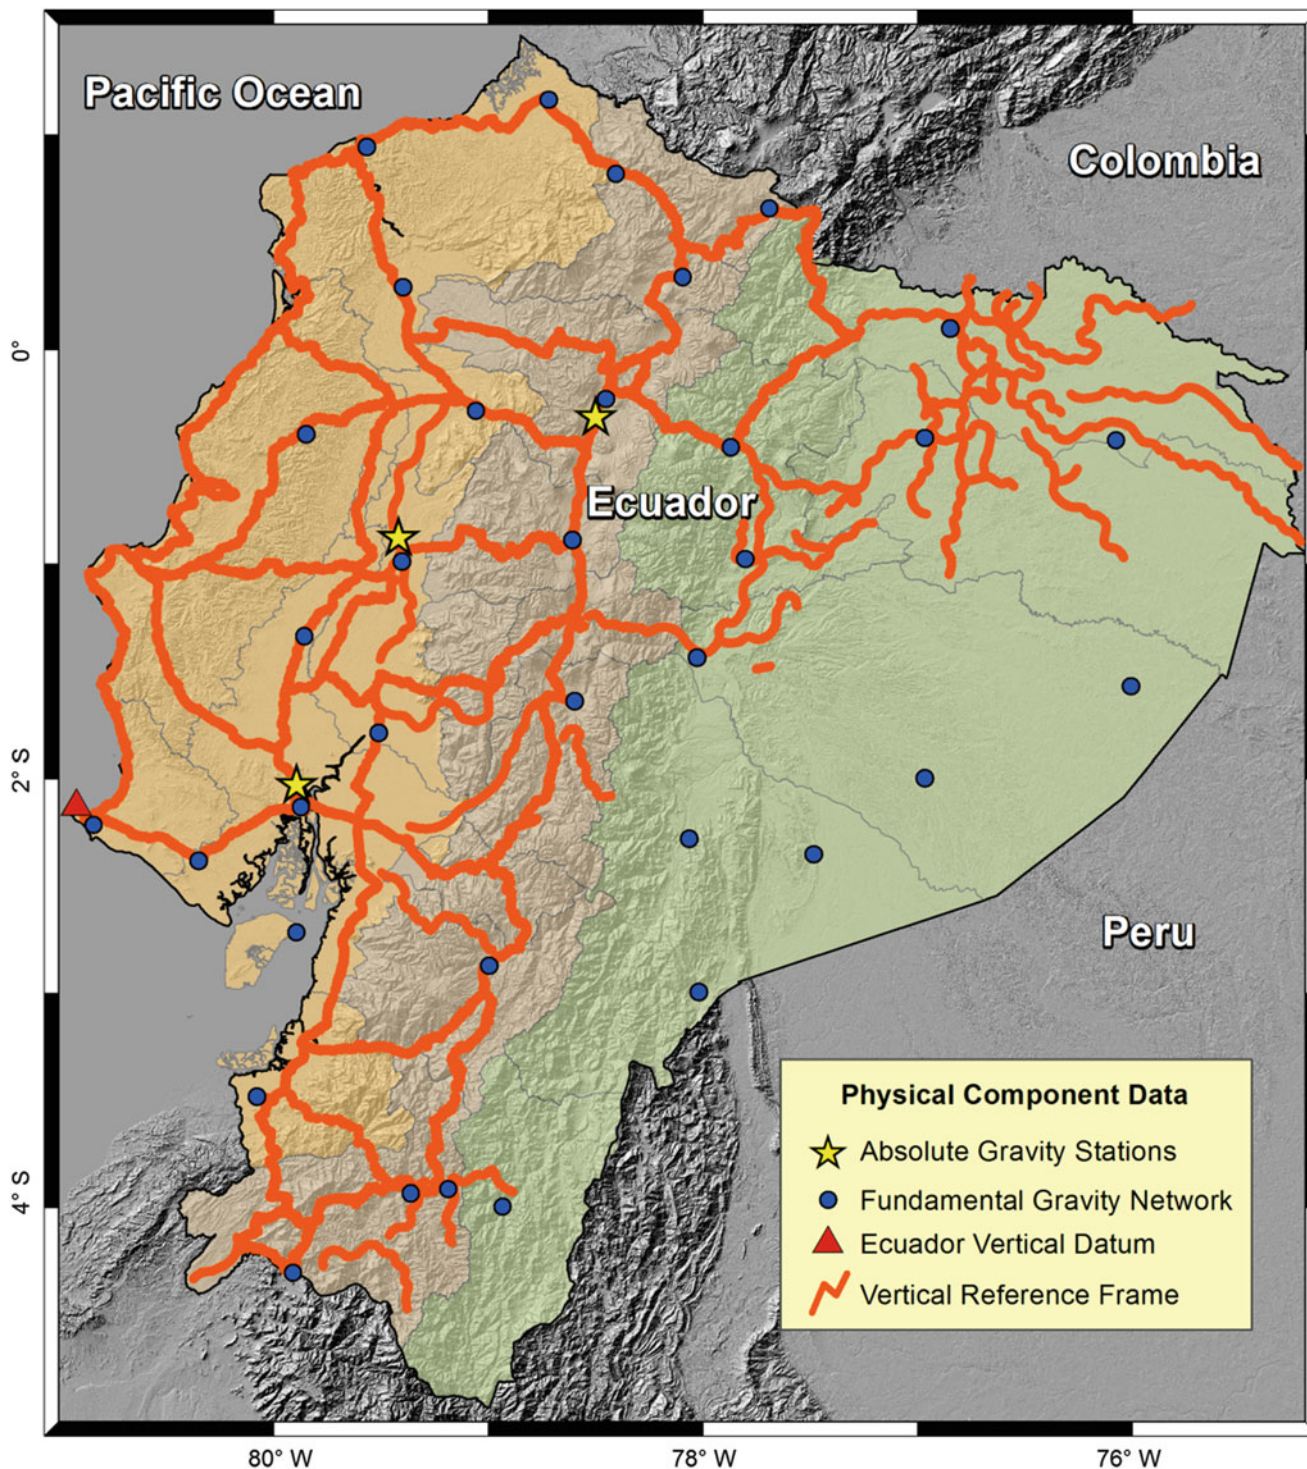 Pacific Ocean
Colombia
0°
Ecuador
2° S
Peru
Physical Component Data
Absolute Gravity Stations
Fundamental Gravity Network
Ecuador Vertical Datum
4° S
Vertical Reference Frame
80° W
78° W
76° W